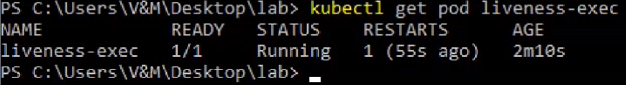 PS C:\Users\V&M\Desktop\lab> kubectl get pod liveness-exec
NAME READY STATUS RESTARTS AGE
liveness-exec 1/1 Running 1 (55s ago) 2m10s
PS C:\Users\V&M\Desktop\lab>